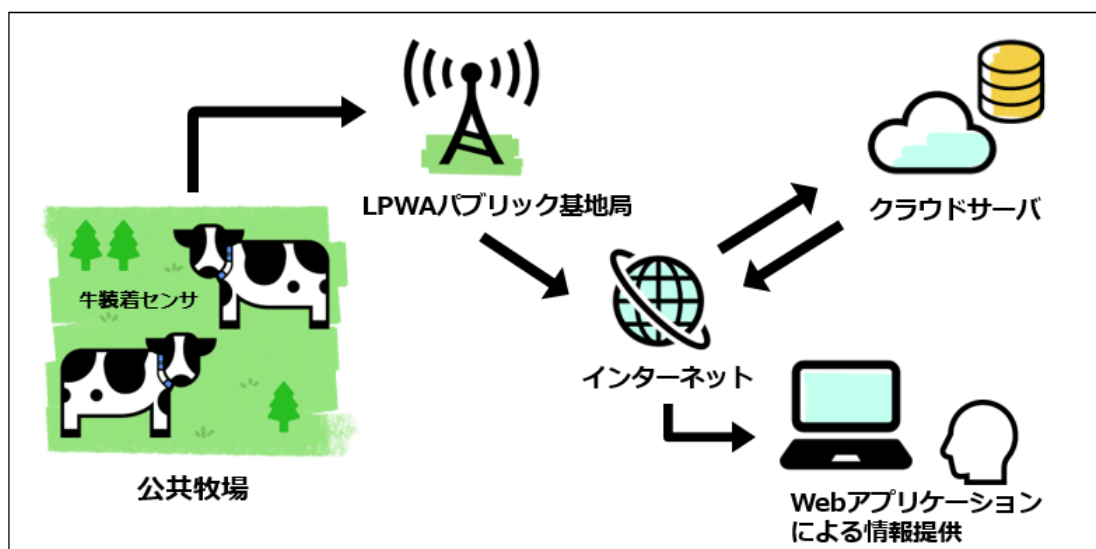 LPWAパブリック基地局
クラウドサーバ
牛装着センサ
インターネット
公共牧場
Webアプリケーション
による情報提供